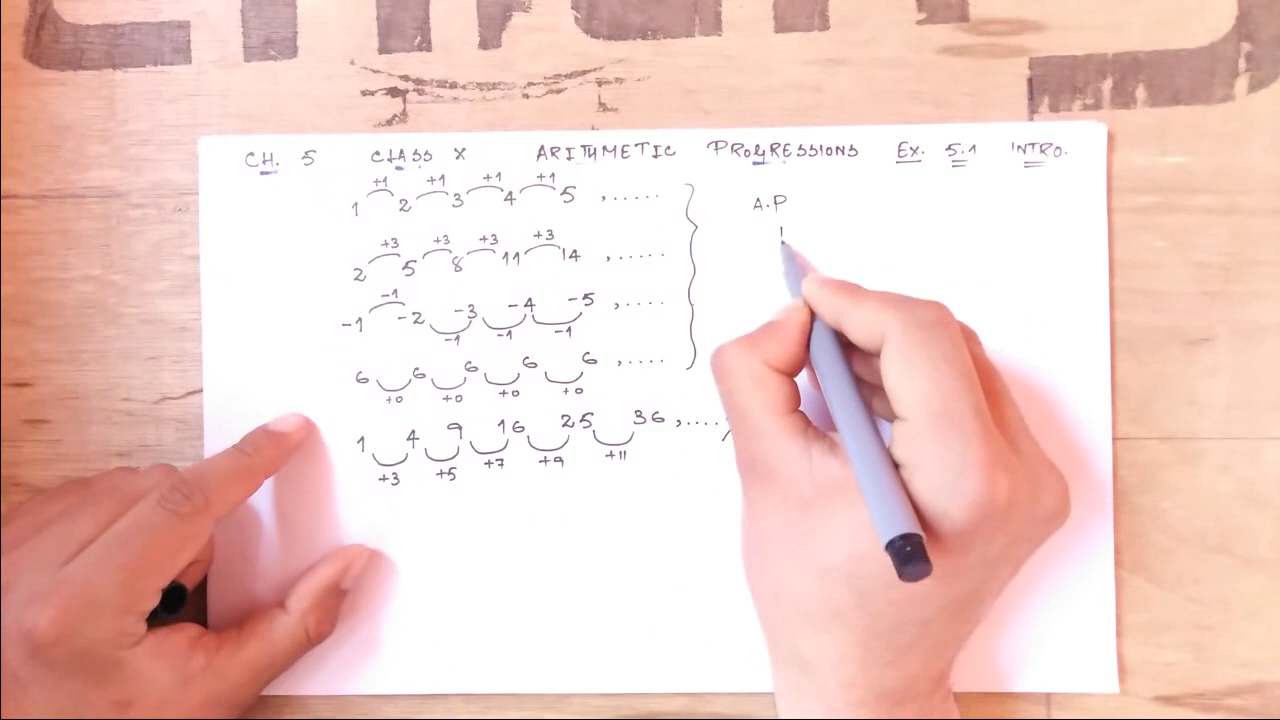 CH. 5 CLASS X ARITHMETIC PROGRESSIONS EX. 5.1 INTRO.
+1 +1 +1 +1
1 2 3 4 5 , .....
A.P
+3 +3 +3 +3
2 5 8 11 14 , .....
-1
-1 -2 -3 -4 -5 , ....
-1 -1 -1
6 6 6 6 6 , ....
+0 +0 +0 +0
1 4 9 16 25 36 , ....
+3 +5 +7 +9 +11